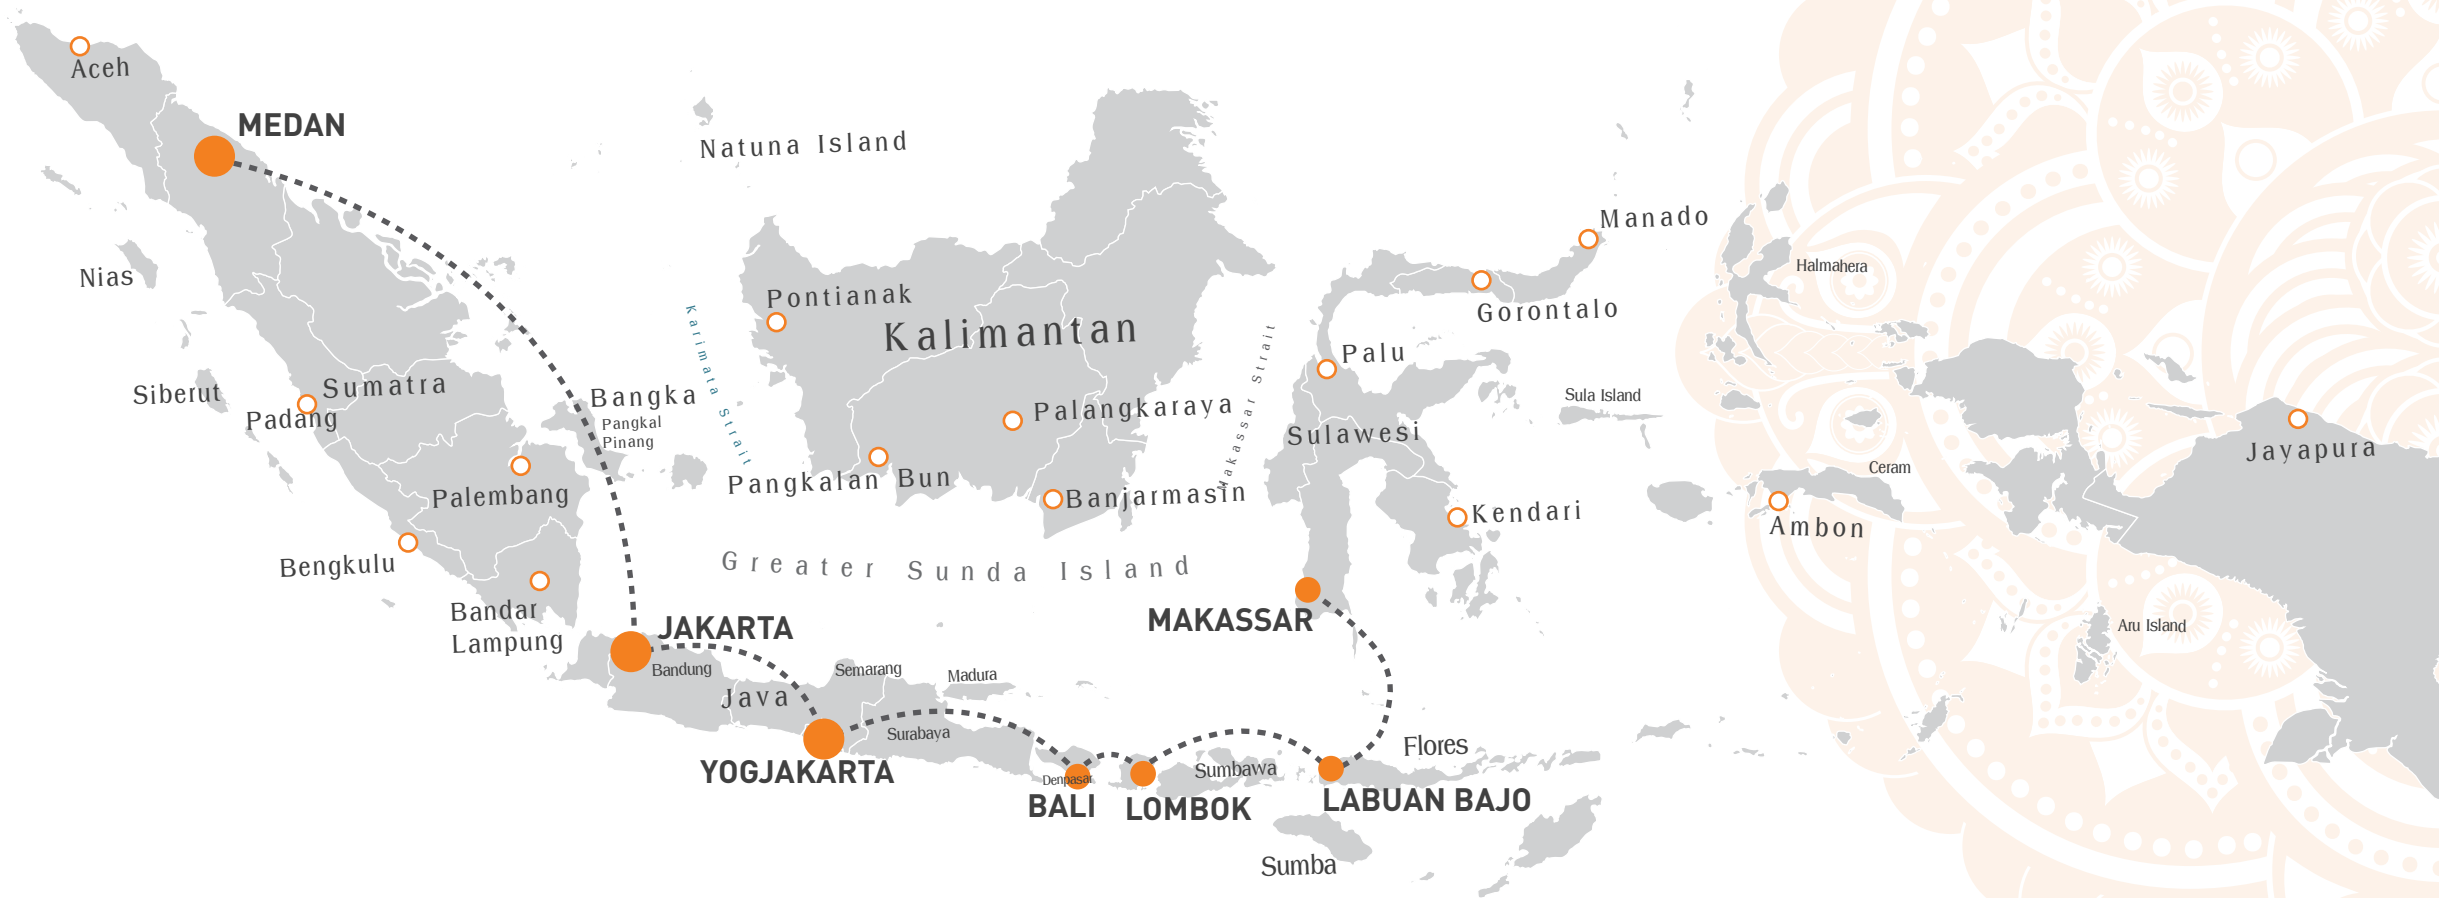 Aceh
MEDAN
Natuna Island
Manado
Nias
Halmahera
Pontianak
Karimata Strait
Kalimantan
Makassar Strait
Gorontalo
Palu
Siberut
Sumatra
Padang
Bangka
Pangkal
Pinang
Palangkaraya
Sulawesi
Sula Island
Jayapura
Ceram
Palembang
Pangkalan Bun
Banjarmasin
Kendari
Ambon
Bengkulu
Greater Sunda Island
Bandar
Lampung
JAKARTA
MAKASSAR
Aru Island
Bandung
Semarang
Madura
Java
Surabaya
Flores
YOGJAKARTA
Denpasar
Sumbawa
BALI
LOMBOK
LABUAN BAJO
Sumba